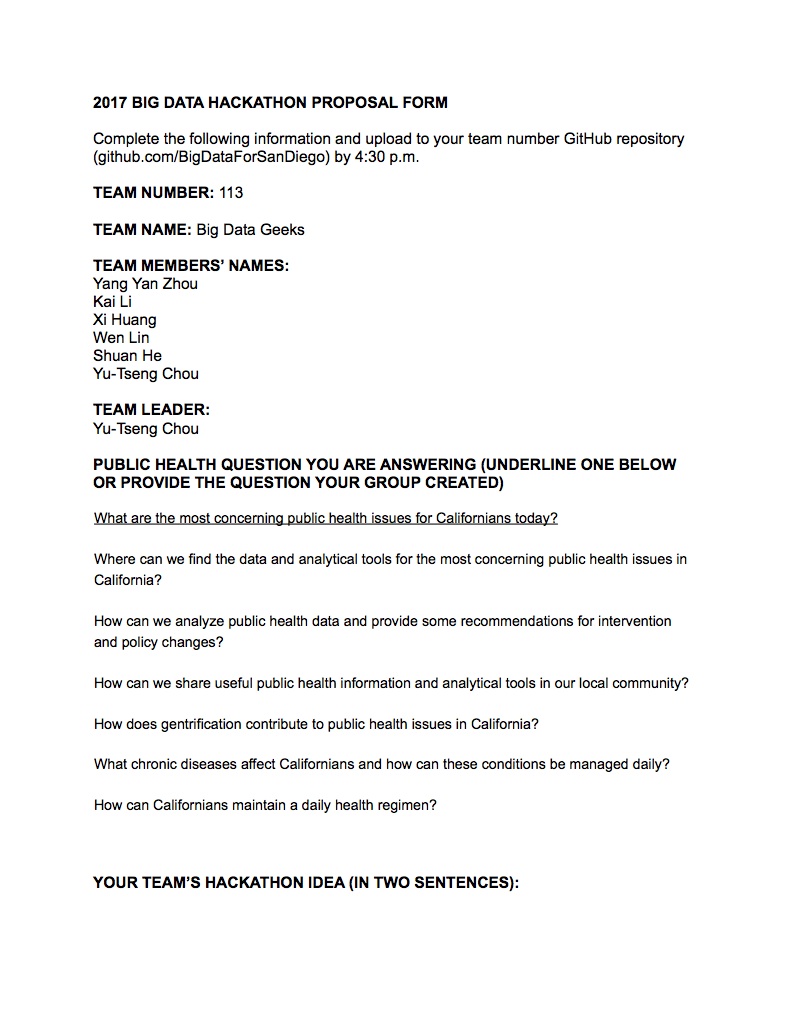 2017 BIG DATA HACKATHON PROPOSAL FORM
Complete the following information and upload to your team number GitHub repository
(github.com/BigDataForSanDiego) by 4:30 p.m.
TEAM NUMBER: 113
TEAM NAME: Big Data Geeks
TEAM MEMBERS’ NAMES:
Yang Yan Zhou
Kai Li
Xi Huang
Wen Lin
Shuan He
Yu-Tseng Chou
TEAM LEADER:
Yu-Tseng Chou
PUBLIC HEALTH QUESTION YOU ARE ANSWERING (UNDERLINE ONE BELOW
OR PROVIDE THE QUESTION YOUR GROUP CREATED)
What are the most concerning public health issues for Californians today?
Where can we find the data and analytical tools for the most concerning public health issues in
California?
How can we analyze public health data and provide some recommendations for intervention
and policy changes?
How can we share useful public health information and analytical tools in our local community?
How does gentrification contribute to public health issues in California?
What chronic diseases affect Californians and how can these conditions be managed daily?
How can Californians maintain a daily health regimen?
YOUR TEAM’S HACKATHON IDEA (IN TWO SENTENCES):